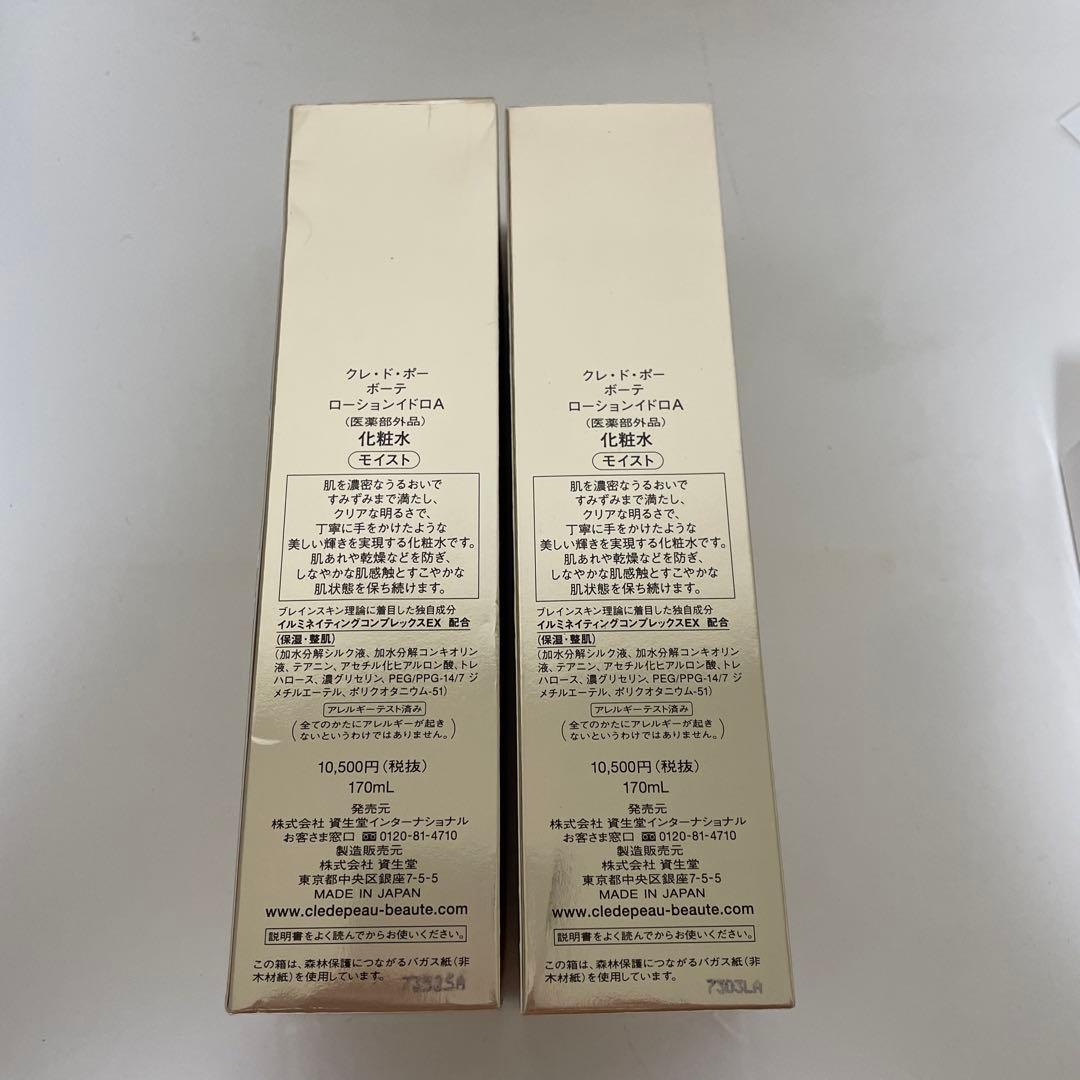 クレ・ド・ポー
ボーテ
ローションイドロA
(医薬部外品)
化粧水
モイスト
肌を濃密なうるおいで
すみずみまで満たし、
クリアな明るさで、
丁寧に手をかけたような
美しい輝きを実現する化粧水です。
肌あれや乾燥などを防ぎ、
しなやかな肌感触とすこやかな
肌状態を保ち続けます。
ブレインスキン理論に着目した独自成分
イルミネイティングコンプレックスEX 配合
(保湿・整肌)
(加水分解シルク液、加水分解コンキオリン
液、テアニン、アセチル化ヒアルロン酸、トレ
ハロース、濃グリセリン、PEG/PPG-14/7 ジ
メチルエーテル、ポリクオタニウム-51)
アレルギーテスト済み
(全てのかたにアレルギーが起き
ないというわけではありません。)
10,500円(税抜)
170mL
発売元
株式会社 資生堂インターナショナル
お客さま窓口 0120-81-4710
製造販売元
株式会社 資生堂
東京都中央区銀座7-5-5
MADE IN JAPAN
www.cledepeau-beaute.com
説明書をよく読んでからお使いください。
この箱は、森林保護につながるバガス紙(非
木材紙)を使用しています。
クレ・ド・ポー
ボーテ
ローションイドロA
(医薬部外品)
化粧水
モイスト
肌を濃密なうるおいで
すみずみまで満たし、
クリアな明るさで、
丁寧に手をかけたような
美しい輝きを実現する化粧水です。
肌あれや乾燥などを防ぎ、
しなやかな肌感触とすこやかな
肌状態を保ち続けます。
ブレインスキン理論に着目した独自成分
イルミネイティングコンプレックスEX 配合
(保湿・整肌)
(加水分解シルク液、加水分解コンキオリン
液、テアニン、アセチル化ヒアルロン酸、トレ
ハロース、濃グリセリン、PEG/PPG-14/7 ジ
メチルエーテル、ポリクオタニウム-51)
アレルギーテスト済み
(全てのかたにアレルギーが起き
ないというわけではありません。)
10,500円(税抜)
170mL
発売元
株式会社 資生堂インターナショナル
お客さま窓口 0120-81-4710
製造販売元
株式会社 資生堂
東京都中央区銀座7-5-5
MADE IN JAPAN
www.cledepeau-beaute.com
説明書をよく読んでからお使いください。
この箱は、森林保護につながるバガス紙(非
木材紙)を使用しています。
7303LA